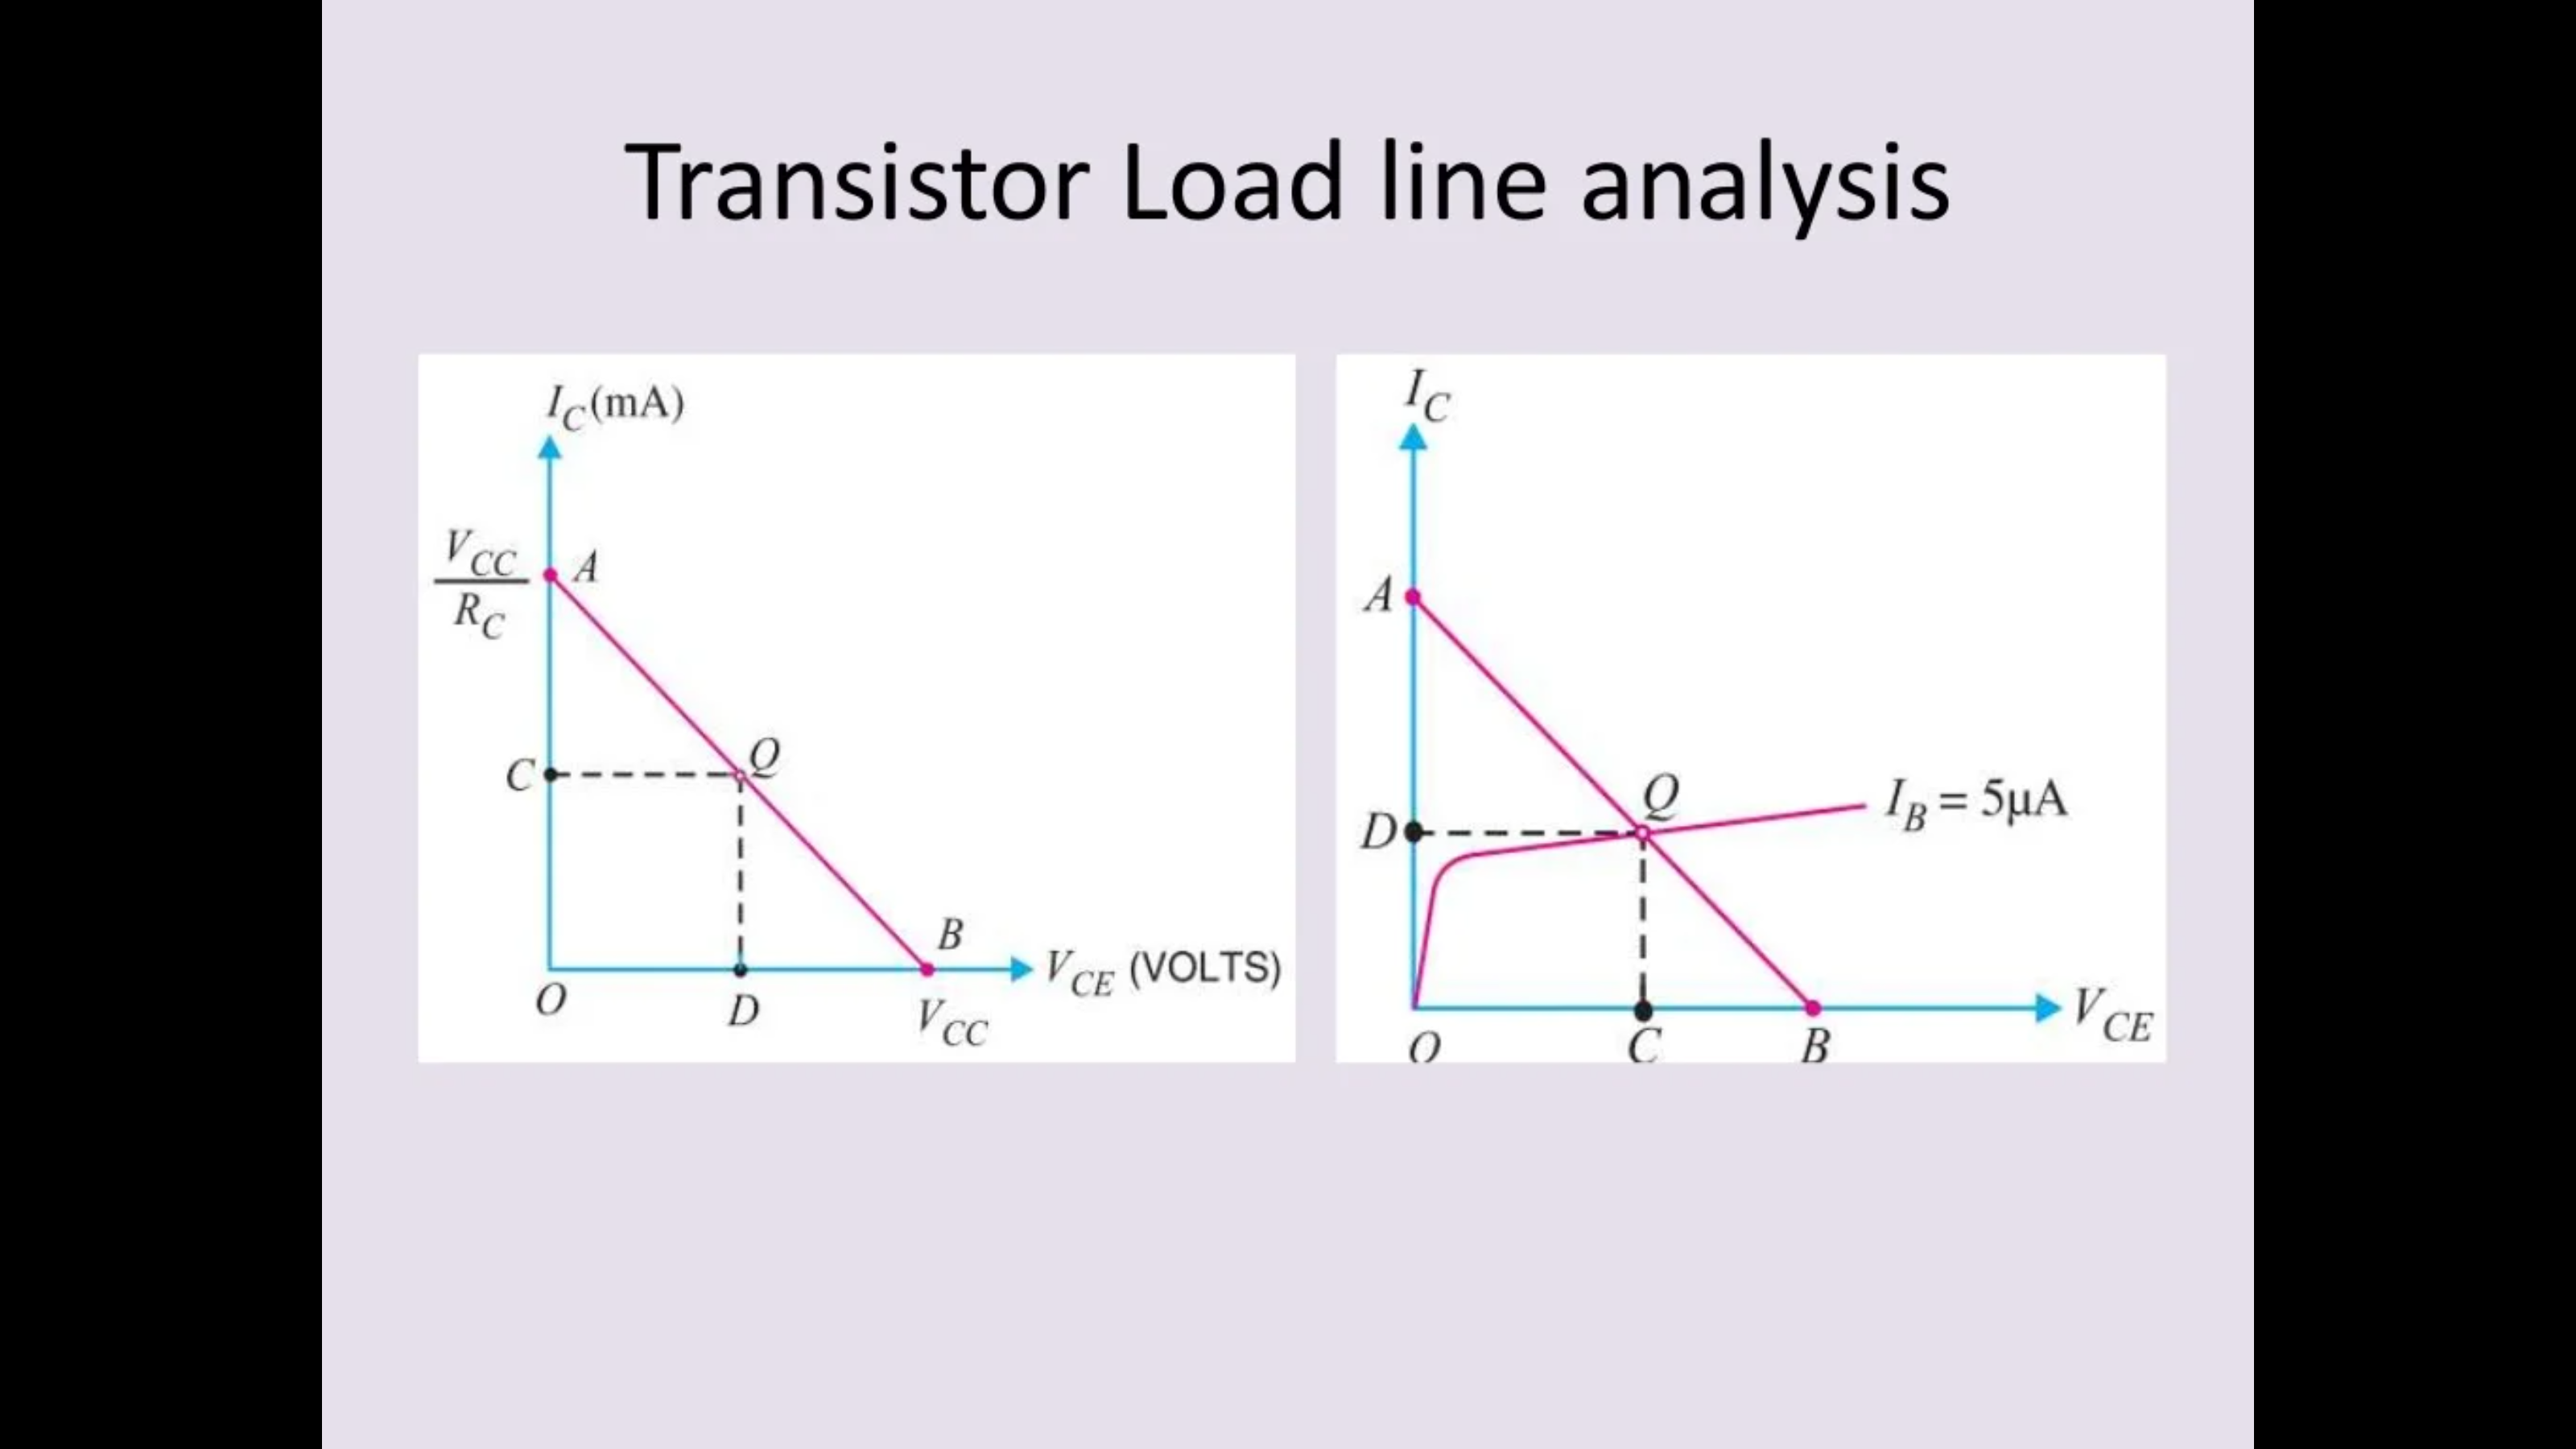 Transistor Load line analysis
I_C (mA)
V_CC
R_C
A
C
Q
B
O
D
V_CC
V_CE (VOLTS)
I_C
A
Q
D
I_B = 5μA
V_CE
O
C
B